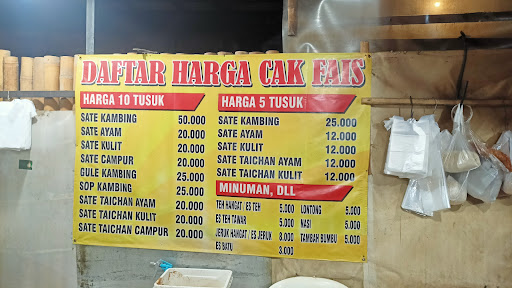 DAFTAR HARGA CAK FAIS
HARGA 10 TUSUK
SATE KAMBING 50.000
SATE AYAM 20.000
SATE KULIT 20.000
SATE CAMPUR 20.000
GULE KAMBING 25.000
SOP KAMBING 25.000
SATE TAICHAN AYAM 20.000
SATE TAICHAN KULIT 20.000
SATE TAICHAN CAMPUR 20.000
HARGA 5 TUSUK
SATE KAMBING 25.000
SATE AYAM 12.000
SATE KULIT 12.000
SATE TAICHAN AYAM 12.000
SATE TAICHAN KULIT 12.000
MINUMAN, DLL
TEH HANGAT / ES TEH 5.000 LONTONG 5.000
ES TEH TAWAR 5.000 NASI 5.000
JERUK HANGAT / ES JERUK 8.000 TAMBAH BUMBU 5.000
ES BATU 3.000